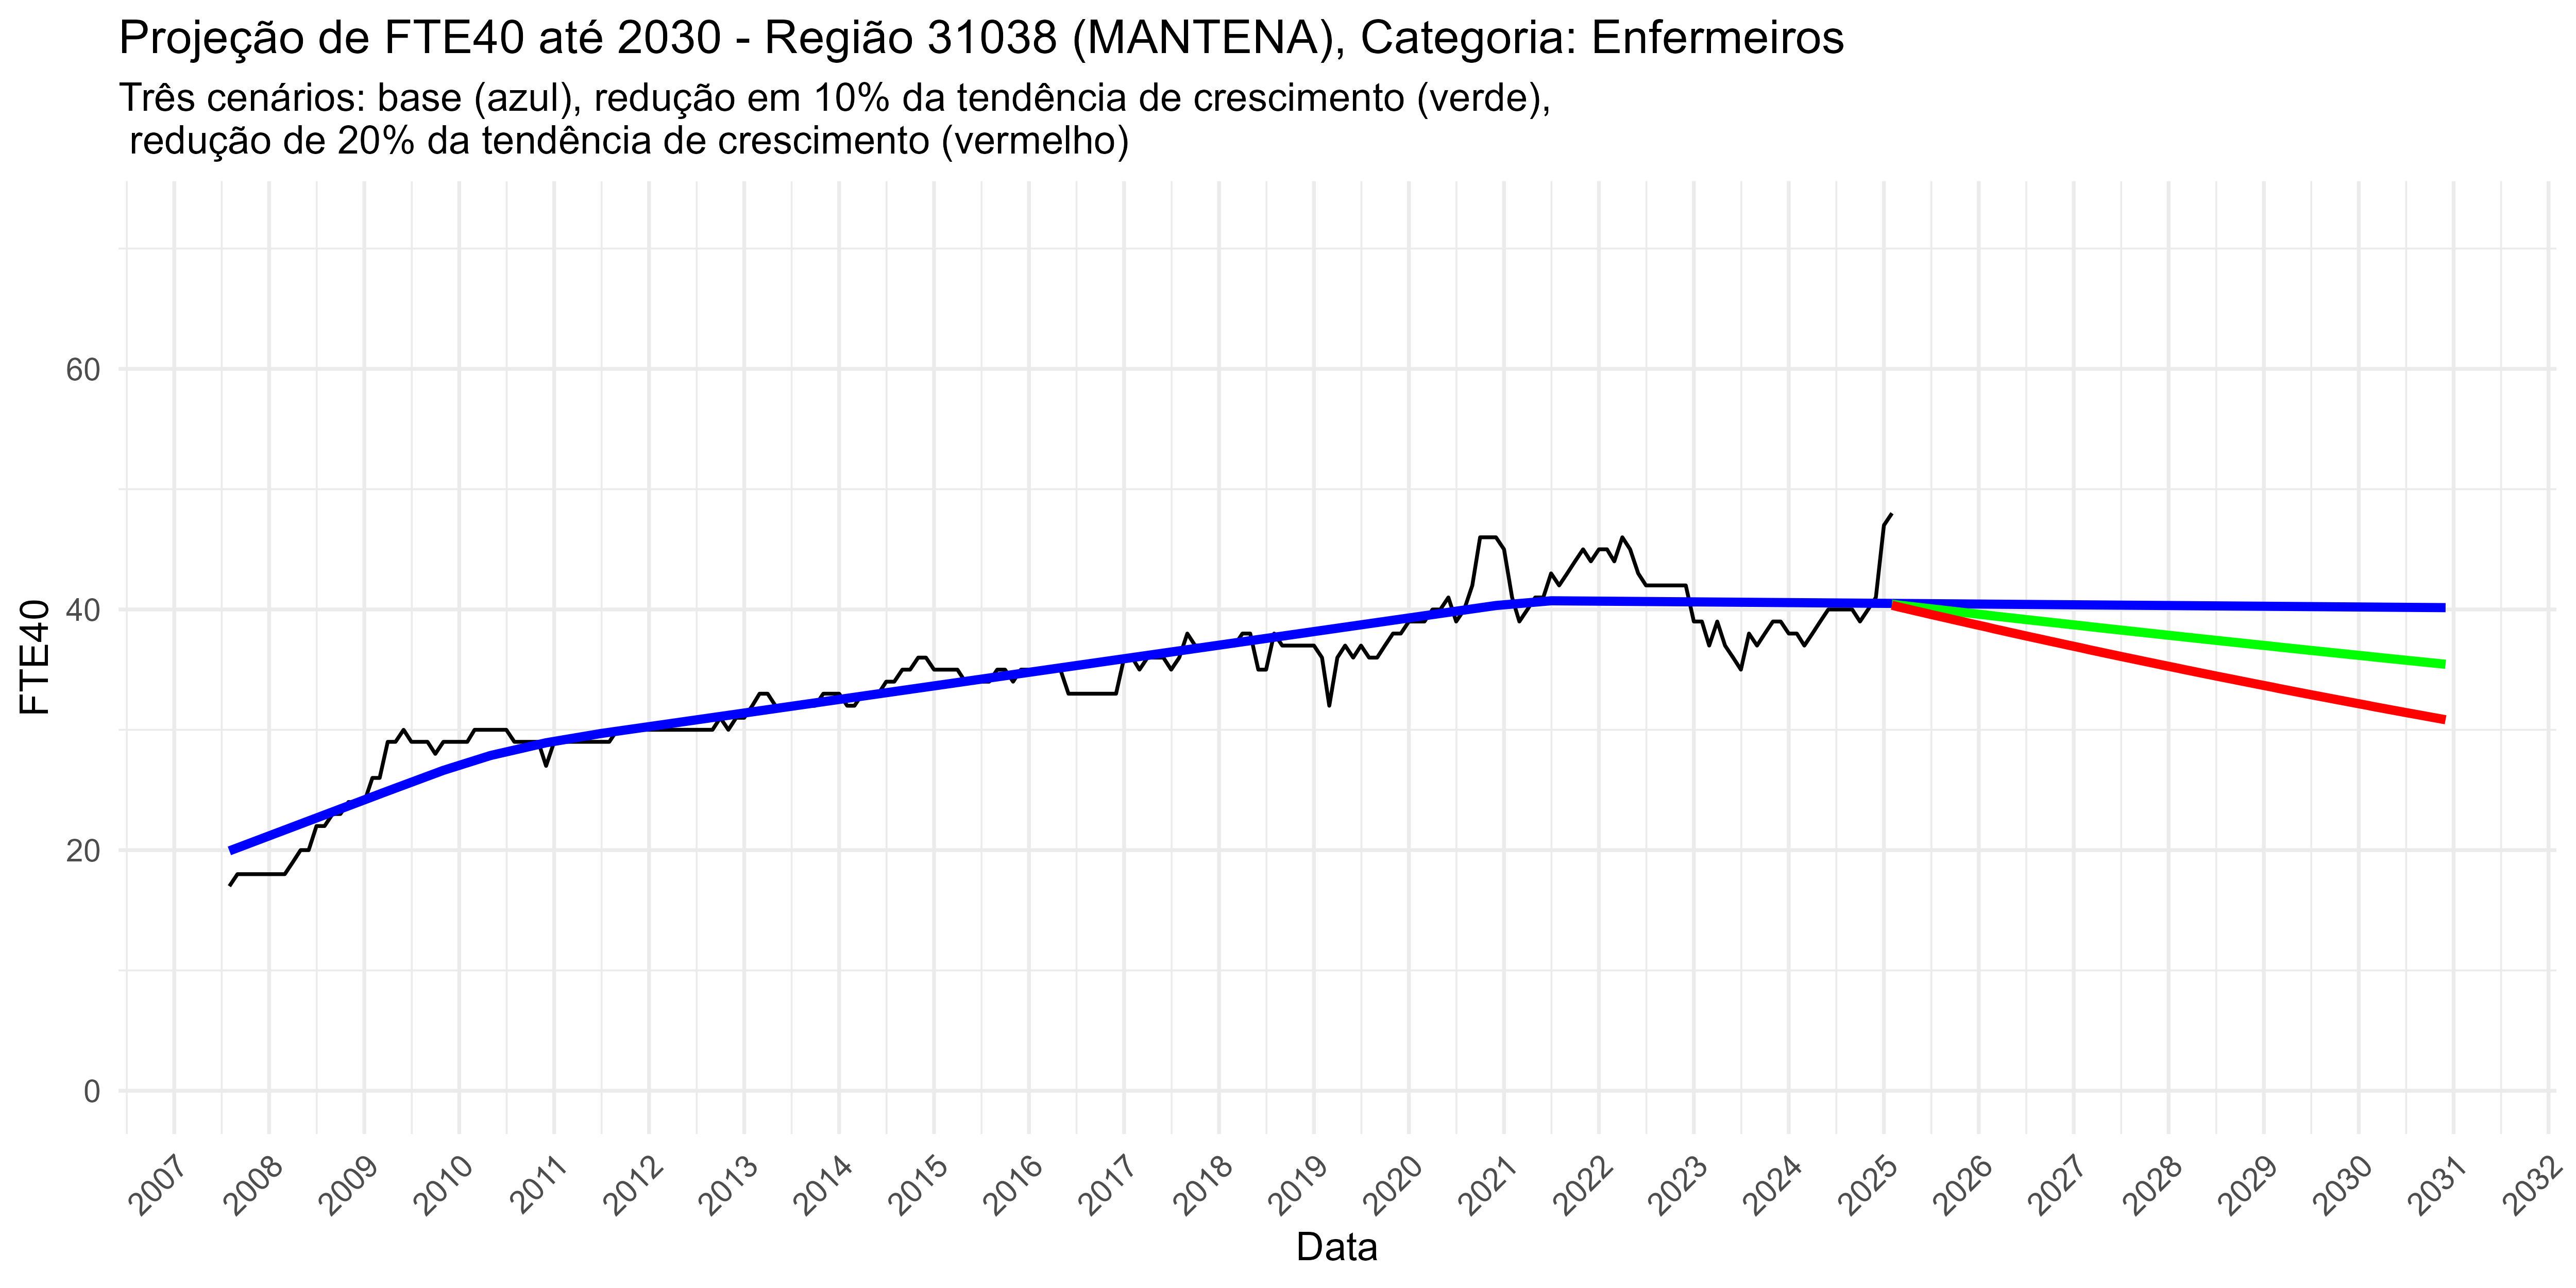 Projeção de FTE40 até 2030 - Região 31038 (MANTENA), Categoria: Enfermeiros
Três cenários: base (azul), redução em 10% da tendência de crescimento (verde),
redução de 20% da tendência de crescimento (vermelho)
60
40
20
0
FTE40
2007 2008 2009 2010 2011 2012 2013 2014 2015 2016 2017 2018 2019 2020 2021 2022 2023 2024 2025 2026 2027 2028 2029 2030 2031 2032
Data